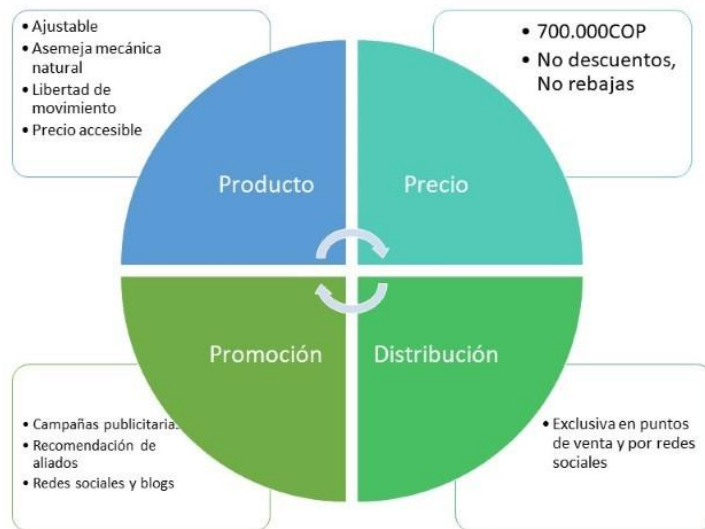 • Ajustable
• Asemeja mecánica
natural
• Libertad de
movimiento
• Precio accesible
• 700.000COP
• No descuentos,
No rebajas
Producto
Precio
Promoción
Distribución
• Campañas publicitarias
• Recomendación de
aliados
• Redes sociales y blogs
• Exclusiva en puntos
de venta y por redes
sociales